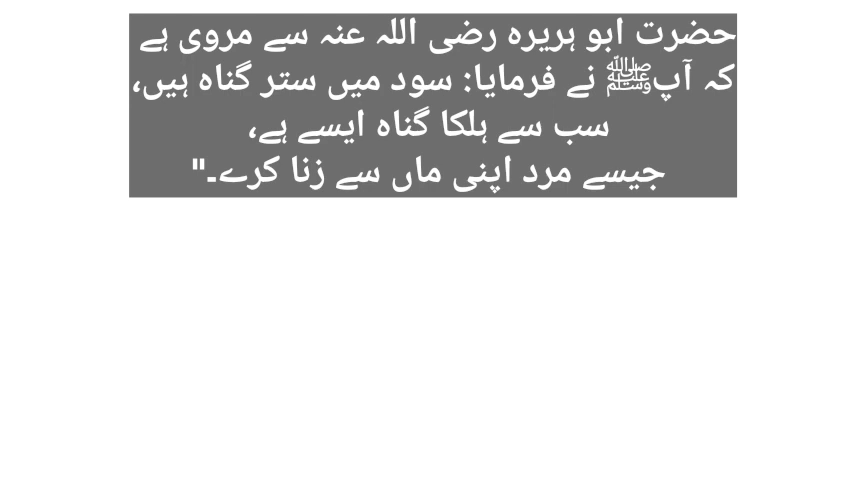 حضرت ابو ہریرہ رضی اللہ عنہ سے مروی ہے
کہ آپﷺ نے فرمایا: سود میں ستر گناہ ہیں،
سب سے ہلکا گناہ ایسے ہے،
جیسے مرد اپنی ماں سے زنا کرے۔"